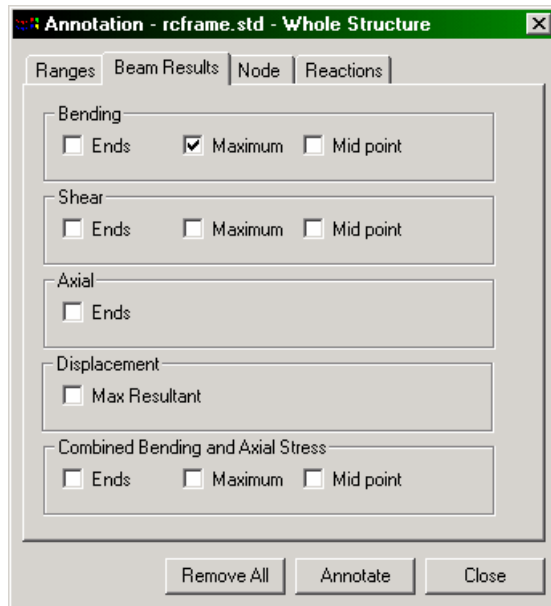 Annotation - rcframe.std - Whole Structure
Ranges Beam Results Node Reactions
Bending
Ends Maximum Mid point
Shear
Ends Maximum Mid point
Axial
Ends
Displacement
Max Resultant
Combined Bending and Axial Stress
Ends Maximum Mid point
Remove All Annotate Close